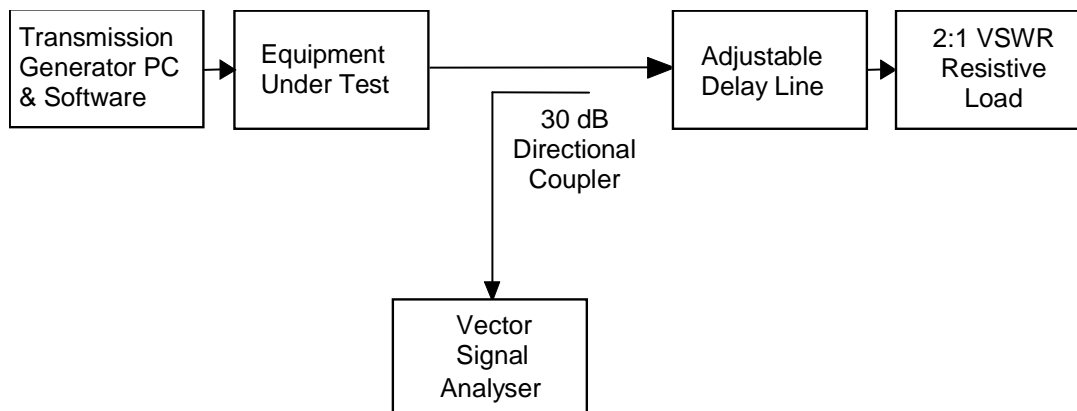 Transmission
Generator PC
& Software
Equipment
Under Test
30 dB
Directional
Coupler
Adjustable
Delay Line
2:1 VSWR
Resistive
Load
Vector
Signal
Analyser